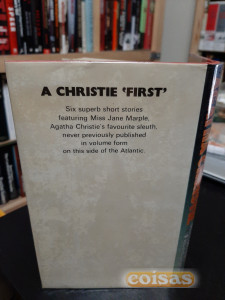 A CHRISTIE 'FIRST'
Six superb short stories
featuring Miss Jane Marple,
Agatha Christie's favourite sleuth,
never previously published
in volume form
on this side of the Atlantic.
coisas